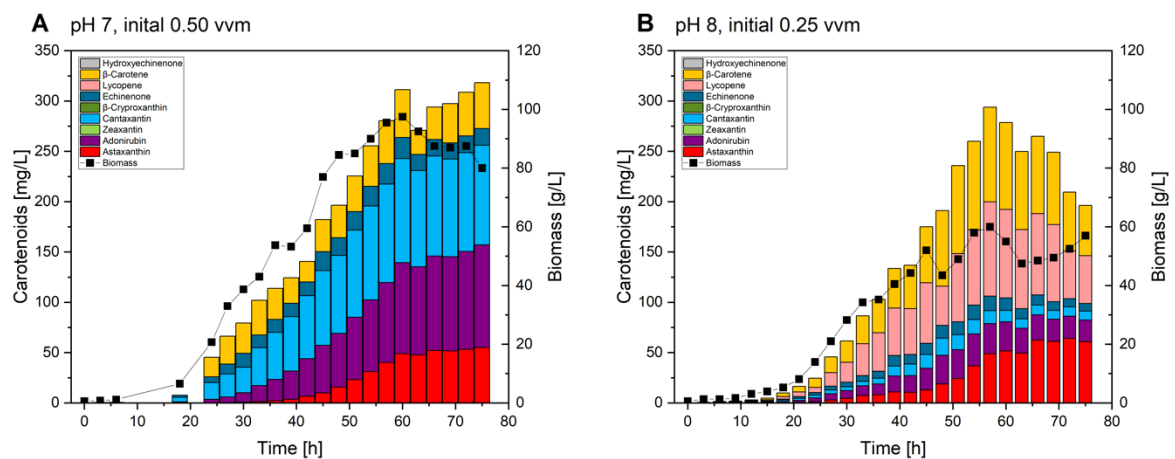 A pH 7, inital 0.50 vvm
350
300
250
200
150
100
50
0
Carotenoids [mg/L]
Hydroxyechinenone
β-Carotene
Lycopene
Echinenone
β-Cryproxanthin
Cantaxantin
Zeaxantin
Adonirubin
Astaxanthin
Biomass
120
100
80
60
40
20
0
Biomass [g/L]
0 10 20 30 40 50 60 70 80
Time [h]
B pH 8, initial 0.25 vvm
350
300
250
200
150
100
50
0
Carotenoids [mg/L]
Hydroxyechinenone
β-Carotene
Lycopene
Echinenone
β-Cryproxanthin
Cantaxantin
Zeaxantin
Adonirubin
Astaxanthin
Biomass
120
100
80
60
40
20
0
Biomass [g/L]
0 10 20 30 40 50 60 70 80
Time [h]